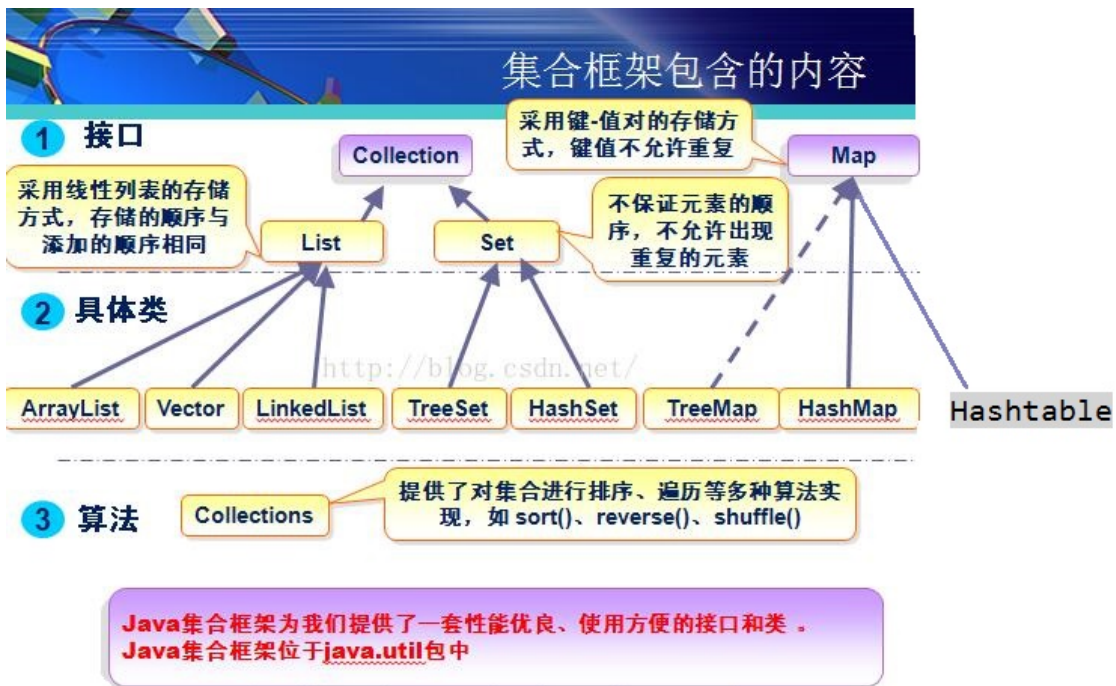 集合框架包含的内容
1 接口
Collection
采用键-值对的存储方
式，键值不允许重复
Map
采用线性列表的存储
方式，存储的顺序与
添加的顺序相同
List
Set
不保证元素的顺
序，不允许出现
重复的元素
2 具体类
http://blog.csdn.net/
ArrayList
Vector
LinkedList
TreeSet
HashSet
TreeMap
HashMap
Hashtable
3 算法
Collections
提供了对集合进行排序、遍历等多种算法实
现，如 sort()、reverse()、shuffle()
Java集合框架为我们提供了一套性能优良、使用方便的接口和类 。
Java集合框架位于java.util包中